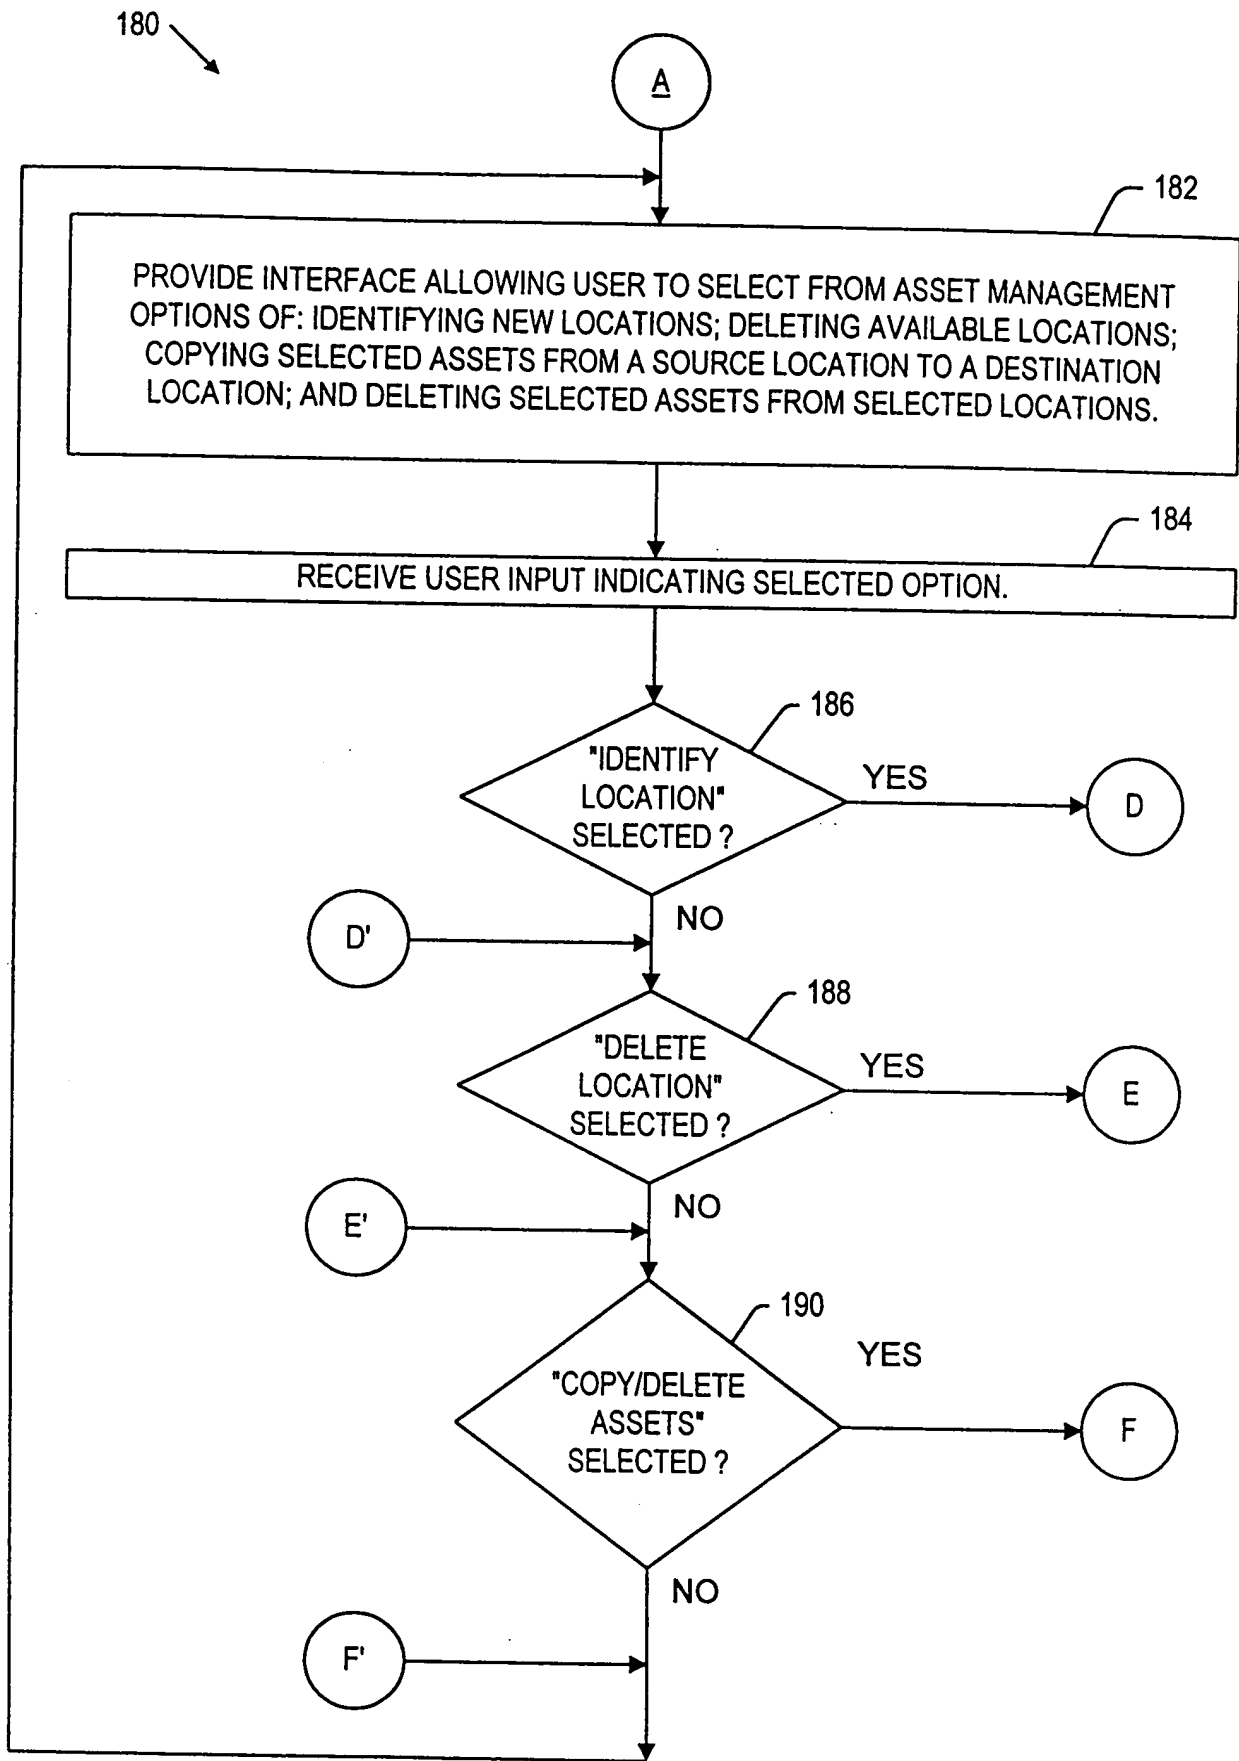 180
A
182
PROVIDE INTERFACE ALLOWING USER TO SELECT FROM ASSET MANAGEMENT
OPTIONS OF: IDENTIFYING NEW LOCATIONS; DELETING AVAILABLE LOCATIONS;
COPYING SELECTED ASSETS FROM A SOURCE LOCATION TO A DESTINATION
LOCATION; AND DELETING SELECTED ASSETS FROM SELECTED LOCATIONS.
184
RECEIVE USER INPUT INDICATING SELECTED OPTION.
186
"IDENTIFY
LOCATION"
SELECTED ?
YES
D
NO
D'
188
"DELETE
LOCATION"
SELECTED ?
YES
E
NO
E'
190
"COPY/DELETE
ASSETS"
SELECTED ?
YES
F
NO
F'